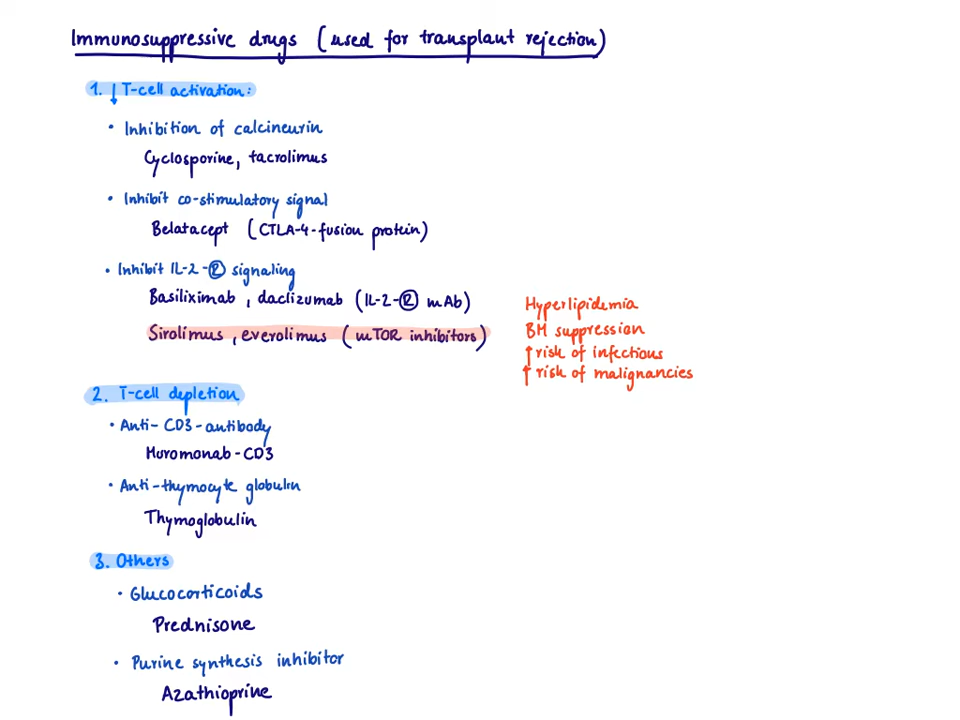 Immunosuppressive drugs (used for transplant rejection)
1. ↓ T-cell activation:
• Inhibition of calcineurin
Cyclosporine, tacrolimus
• Inhibit co-stimulatory signal
Belatacept (CTLA-4-fusion protein)
• Inhibit IL-2-Ⓡ signaling
Basiliximab, daclizumab (IL-2-Ⓡ mAb)
Sirolimus, everolimus (mTOR inhibitors)
Hyperlipidemia
BM suppression
↑ risk of infections
↑ risk of malignancies
2. T-cell depletion
• Anti-CD3-antibody
Muromonab-CD3
• Anti-thymocyte globulin
Thymoglobulin
3. Others
• Glucocorticoids
Prednisone
• Purine synthesis inhibitor
Azathioprine